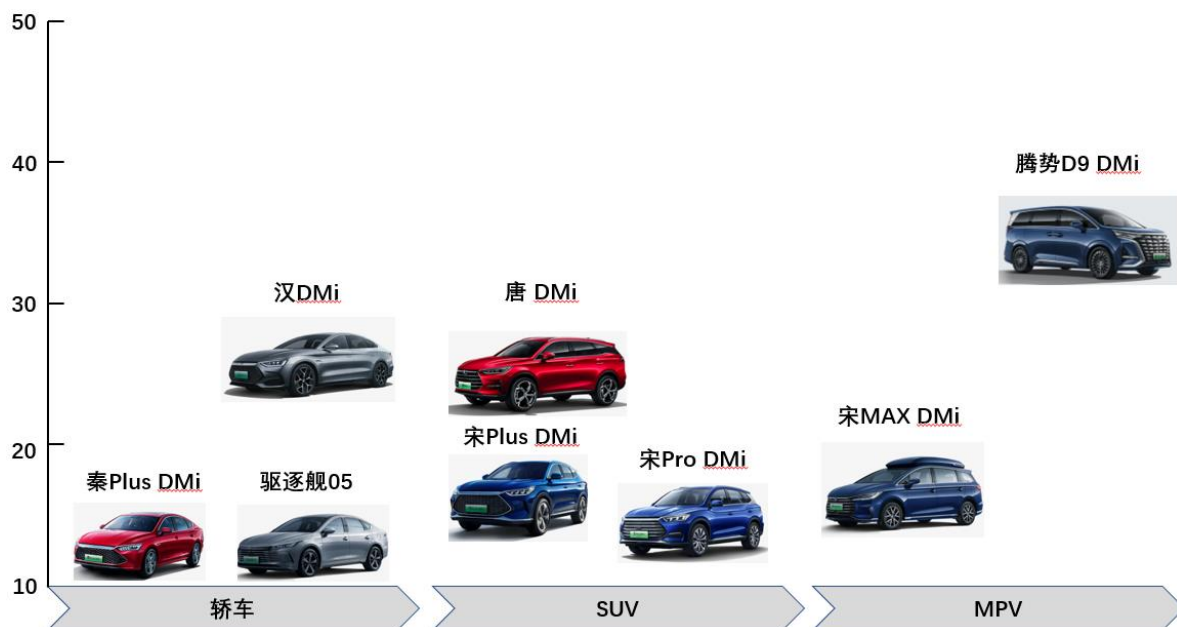 50
40
腾势D9 DMi
30
汉DMi
唐 DMi
宋MAX DMi
宋Plus DMi
宋Pro DMi
20
秦Plus DMi
驱逐舰05
10
轿车
SUV
MPV